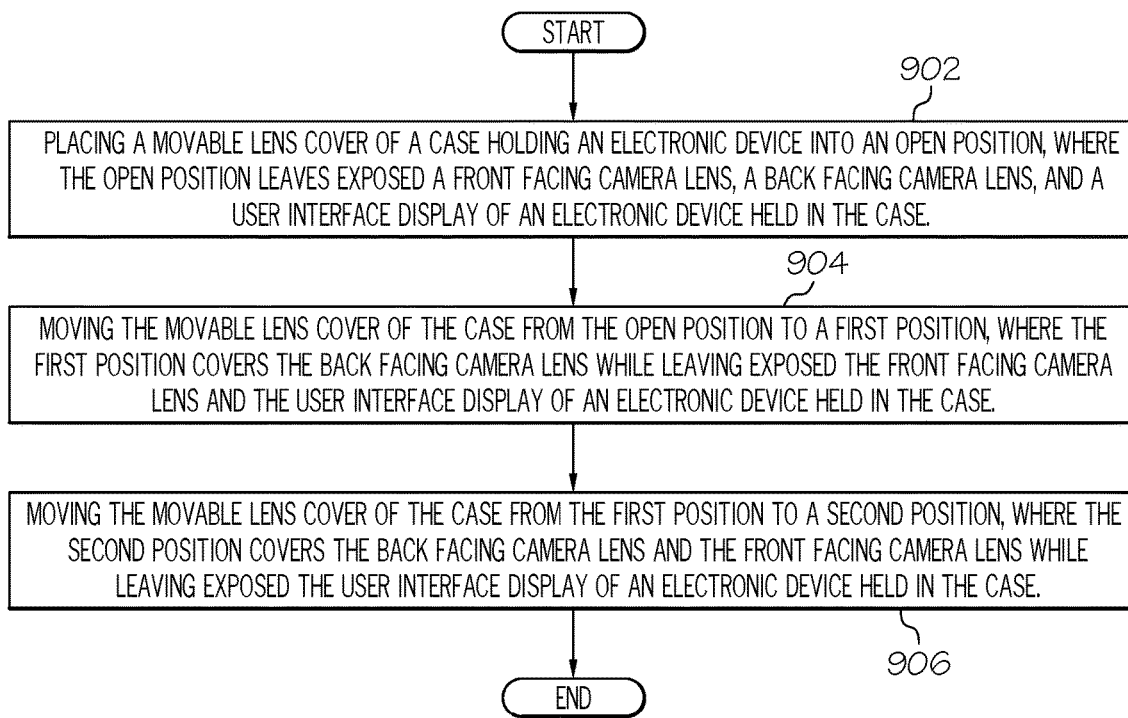 START
902
PLACING A MOVABLE LENS COVER OF A CASE HOLDING AN ELECTRONIC DEVICE INTO AN OPEN POSITION, WHERE
THE OPEN POSITION LEAVES EXPOSED A FRONT FACING CAMERA LENS, A BACK FACING CAMERA LENS, AND A
USER INTERFACE DISPLAY OF AN ELECTRONIC DEVICE HELD IN THE CASE.
904
MOVING THE MOVABLE LENS COVER OF THE CASE FROM THE OPEN POSITION TO A FIRST POSITION, WHERE THE
FIRST POSITION COVERS THE BACK FACING CAMERA LENS WHILE LEAVING EXPOSED THE FRONT FACING CAMERA
LENS AND THE USER INTERFACE DISPLAY OF AN ELECTRONIC DEVICE HELD IN THE CASE.
MOVING THE MOVABLE LENS COVER OF THE CASE FROM THE FIRST POSITION TO A SECOND POSITION, WHERE THE
SECOND POSITION COVERS THE BACK FACING CAMERA LENS AND THE FRONT FACING CAMERA LENS WHILE
LEAVING EXPOSED THE USER INTERFACE DISPLAY OF AN ELECTRONIC DEVICE HELD IN THE CASE.
906
END